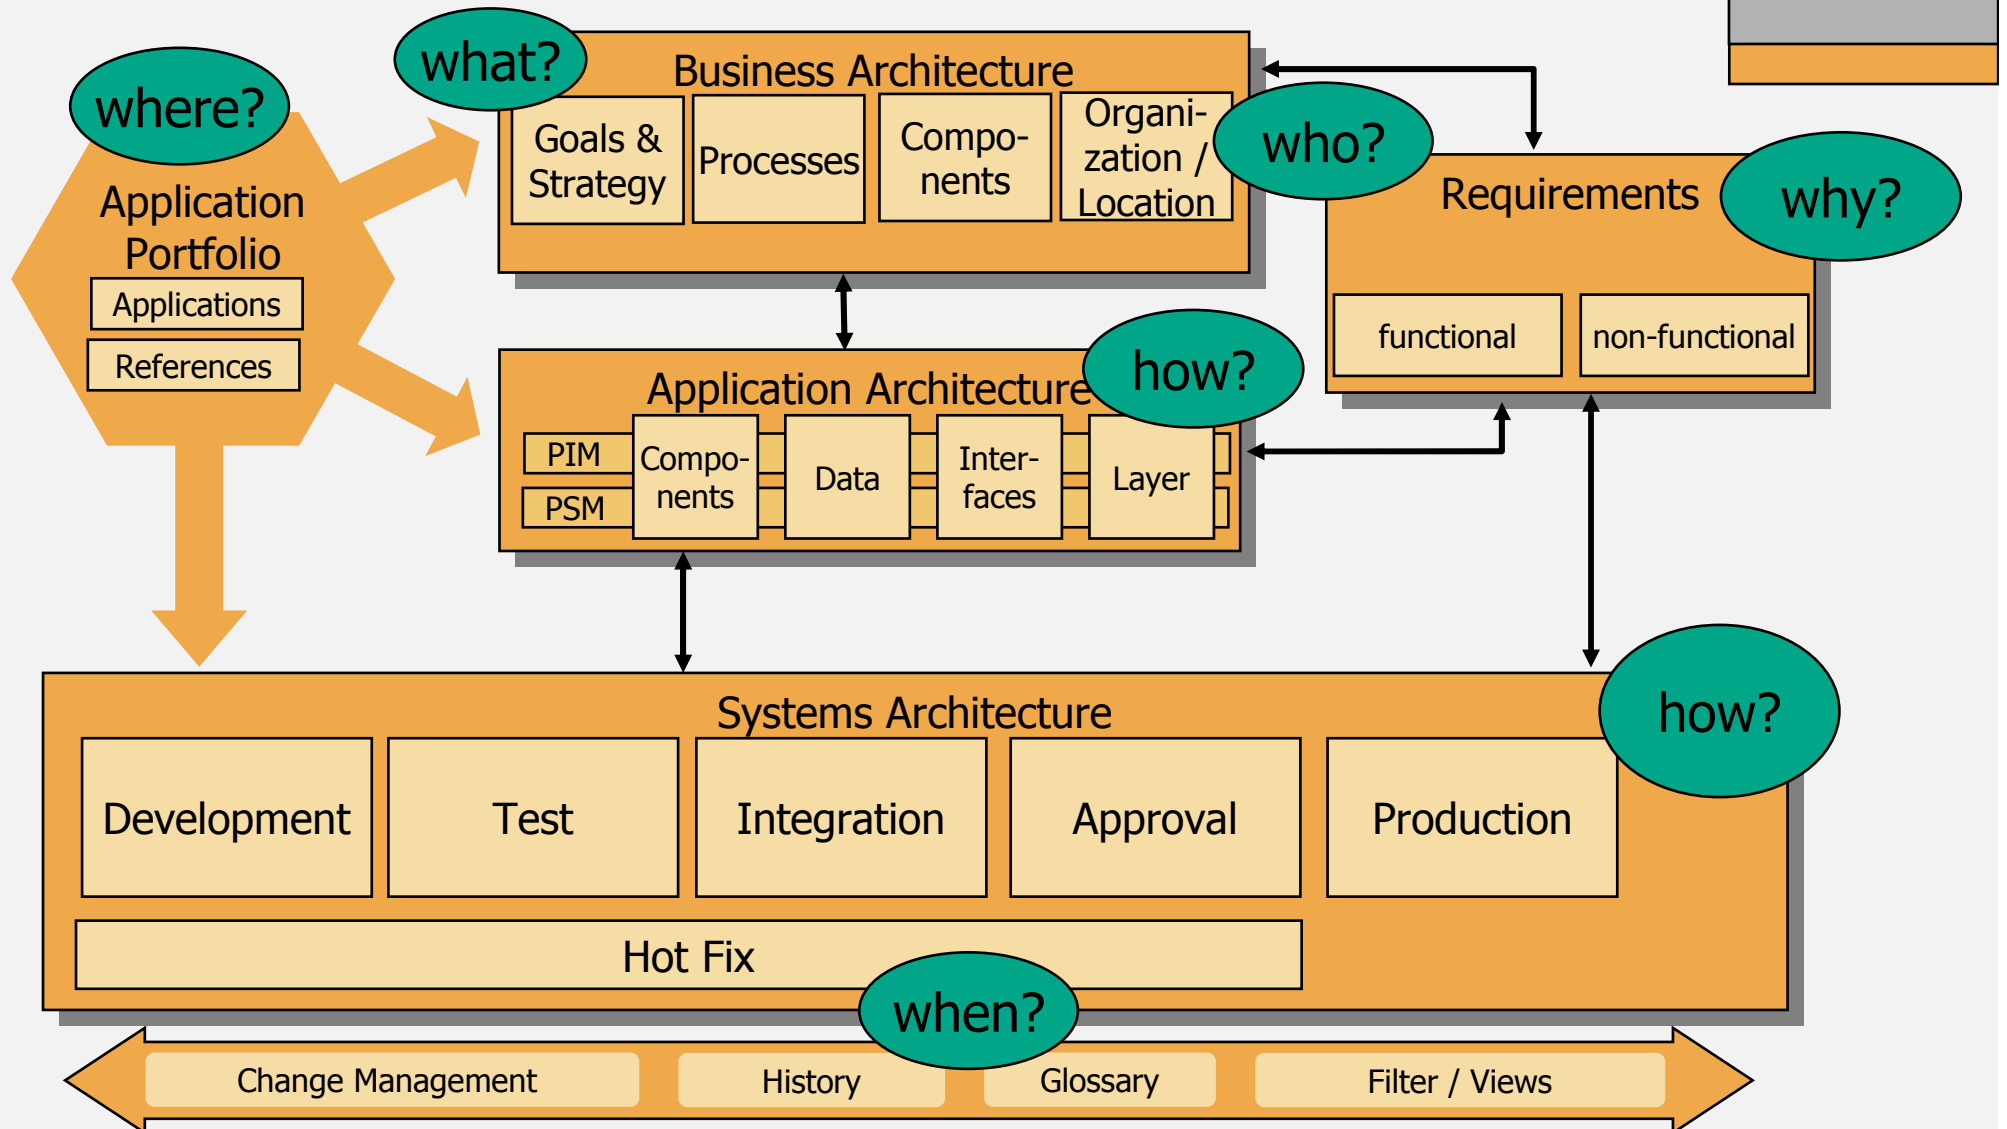 where?
Application
Portfolio
Applications
References
what?
Business Architecture
Goals &
Strategy
Processes
Compo-
nents
Organi-
zation /
Location
who?
Requirements
why?
functional
non-functional
how?
Application Architecture
PIM
PSM
Compo-
nents
Data
Inter-
faces
Layer
how?
Systems Architecture
Development
Test
Integration
Approval
Production
Hot Fix
when?
Change Management
History
Glossary
Filter / Views